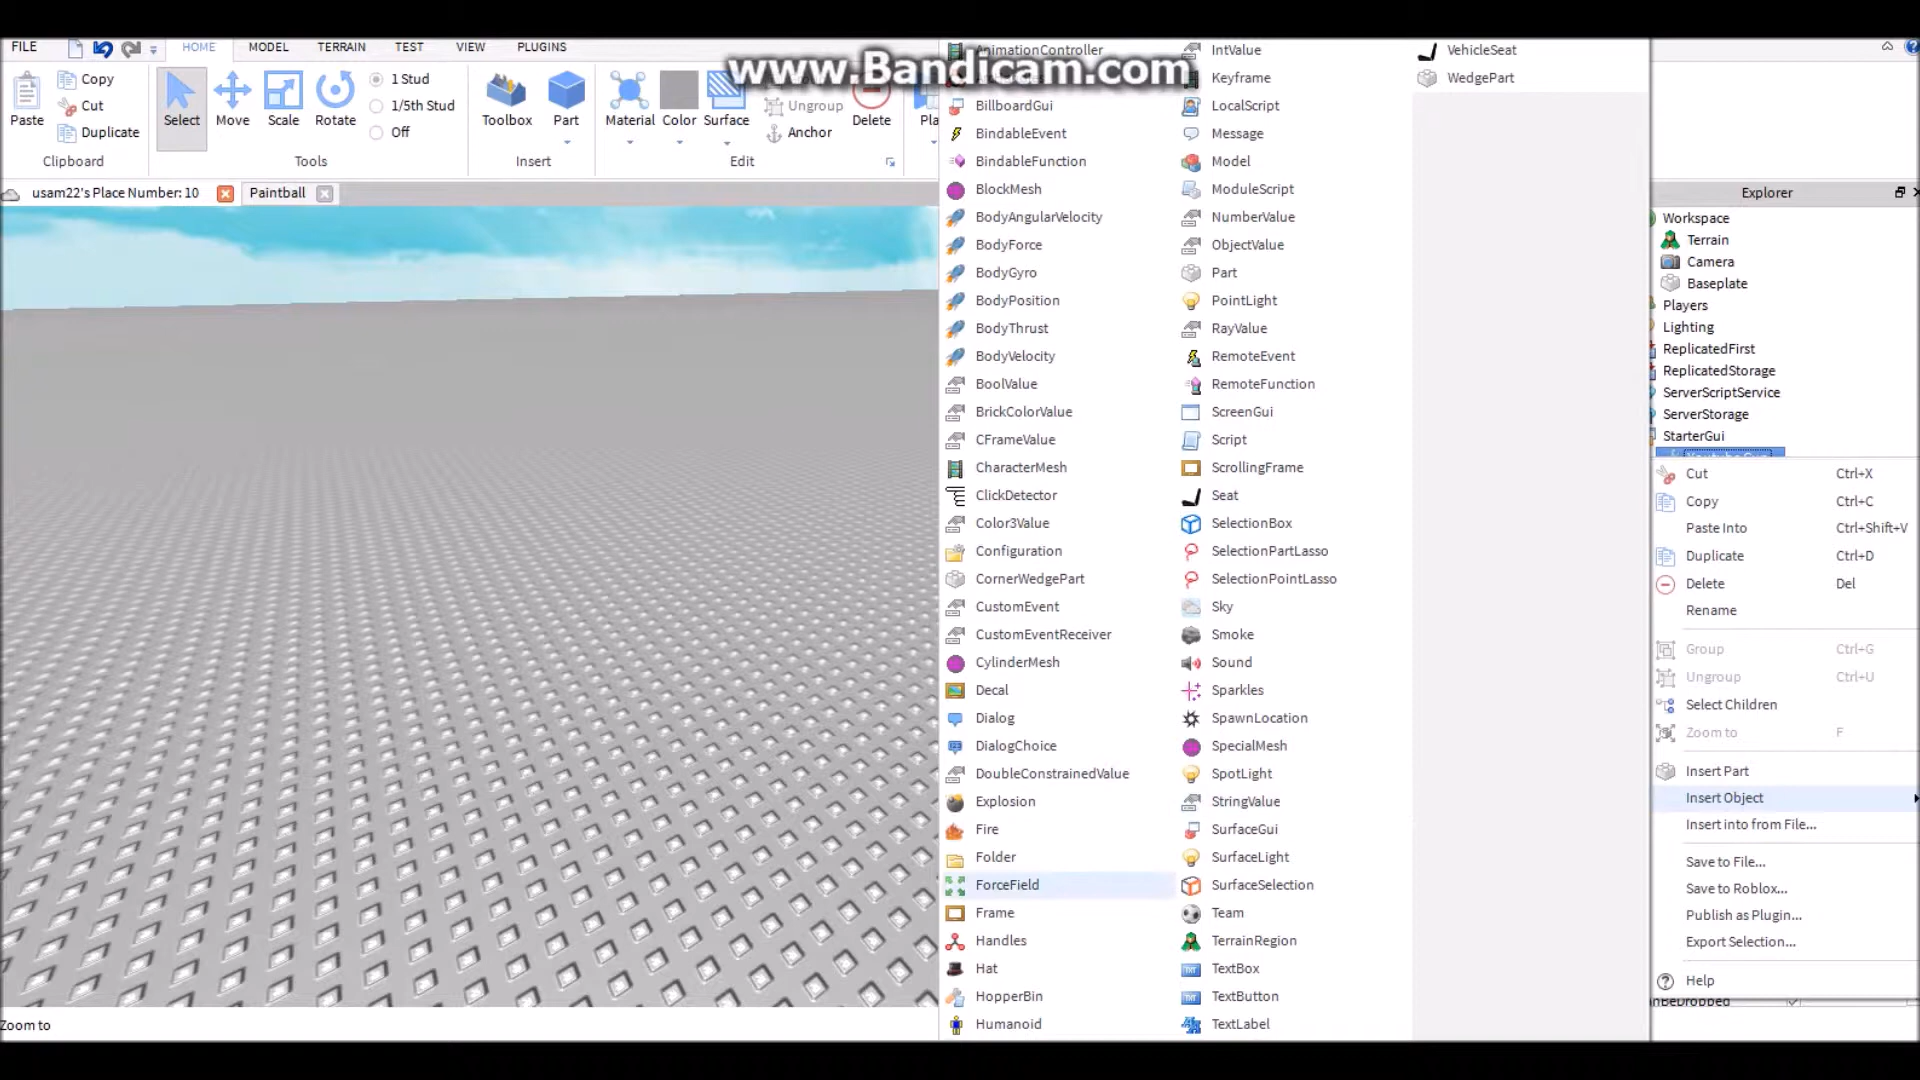 FILE
HOME
MODEL
TERRAIN
TEST
VIEW
PLUGINS
www.Bandicam.com
Paste
Copy
Cut
Duplicate
Clipboard
Select
Move
Scale
Rotate
1 Stud
1/5th Stud
Off
Tools
Toolbox
Part
Insert
Material
Color
Surface
Ungroup
Anchor
Edit
Delete
Pla
usam22's Place Number: 10
Paintball
AnimationController
BillboardGui
BindableEvent
BindableFunction
BlockMesh
BodyAngularVelocity
BodyForce
BodyGyro
BodyPosition
BodyThrust
BodyVelocity
BoolValue
BrickColorValue
CFrameValue
CharacterMesh
ClickDetector
Color3Value
Configuration
CornerWedgePart
CustomEvent
CustomEventReceiver
CylinderMesh
Decal
Dialog
DialogChoice
DoubleConstrainedValue
Explosion
Fire
Folder
ForceField
Frame
Handles
Hat
HopperBin
Humanoid
IntValue
Keyframe
LocalScript
Message
Model
ModuleScript
NumberValue
ObjectValue
Part
PointLight
RayValue
RemoteEvent
RemoteFunction
ScreenGui
Script
ScrollingFrame
Seat
SelectionBox
SelectionPartLasso
SelectionPointLasso
Sky
Smoke
Sound
Sparkles
SpawnLocation
SpecialMesh
SpotLight
StringValue
SurfaceGui
SurfaceLight
SurfaceSelection
Team
TerrainRegion
TextBox
TextButton
TextLabel
VehicleSeat
WedgePart
Explorer
Workspace
Terrain
Camera
Baseplate
Players
Lighting
ReplicatedFirst
ReplicatedStorage
ServerScriptService
ServerStorage
StarterGui
Cut Ctrl+X
Copy Ctrl+C
Paste Into Ctrl+Shift+V
Duplicate Ctrl+D
Delete Del
Rename
Group Ctrl+G
Ungroup Ctrl+U
Select Children
Zoom to F
Insert Part
Insert Object
Insert into from File...
Save to File...
Save to Roblox...
Publish as Plugin...
Export Selection...
Help
Zoom to